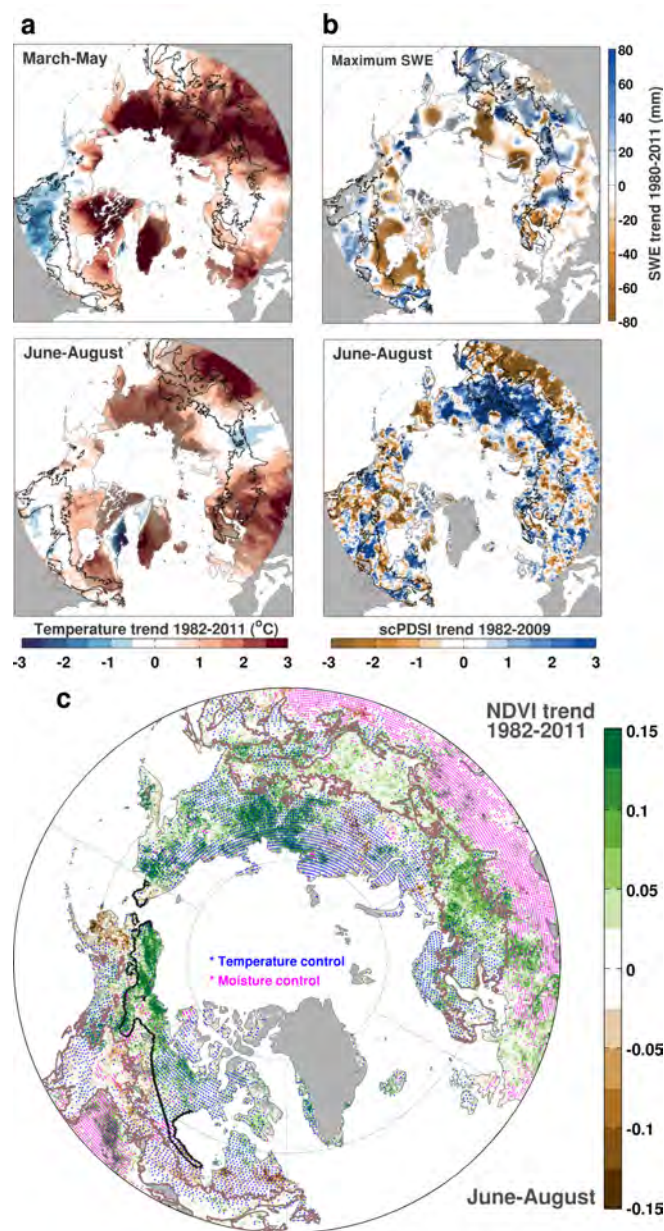 a
b
March-May
Maximum SWE
80
60
40
20
0
-20
-40
-60
-80
SWE trend 1980-2011 (mm)
June-August
June-August
Temperature trend 1982-2011 (°C)
scPDSI trend 1982-2009
-3 -2 -1 0 1 2 3
-3 -2 -1 0 1 2 3
c
NDVI trend
1982-2011
0.15
0.1
0.05
0
-0.05
-0.1
-0.15
* Temperature control
* Moisture control
June-August